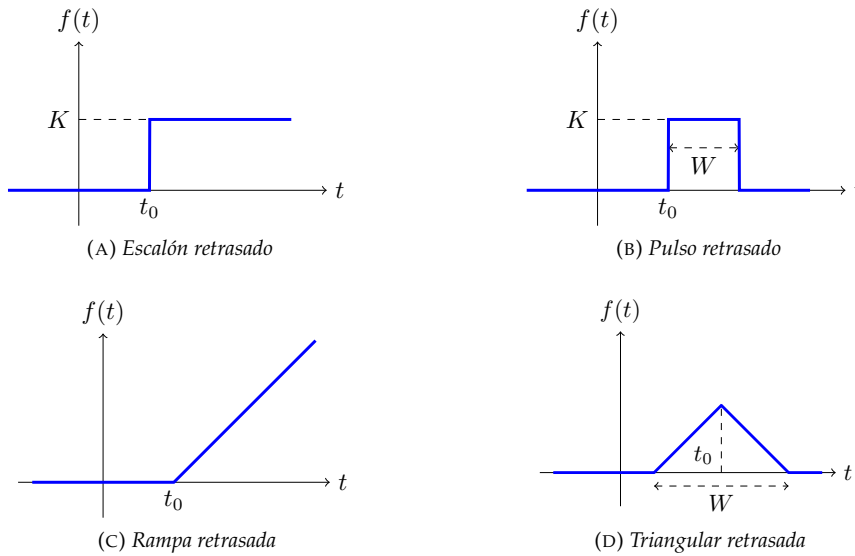 f(t)
K
t₀
t
(A) Escalón retrasado
f(t)
K
W
t₀
t
(B) Pulso retrasado
f(t)
t₀
t
(C) Rampa retrasada
f(t)
t₀
t
W
(D) Triangular retrasada